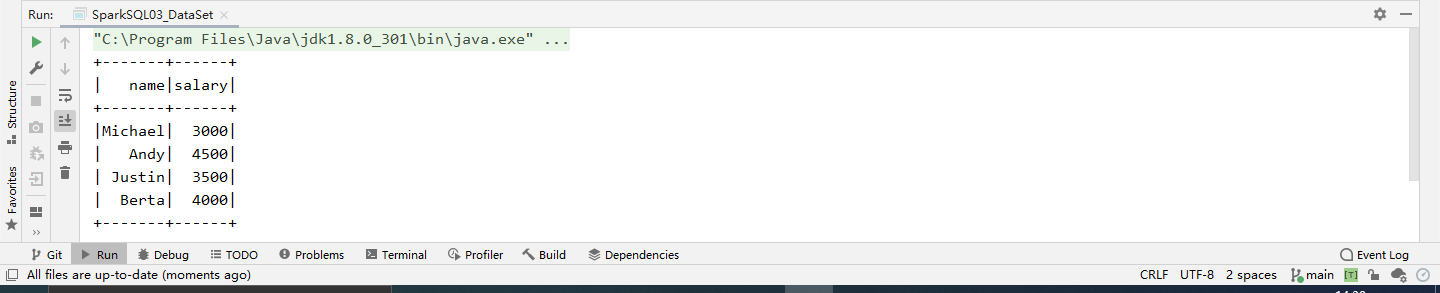 Run: SparkSQL03_DataSet
"C:\Program Files\Java\jdk1.8.0_301\bin\java.exe" ...
+-------+------+
|   name|salary|
+-------+------+
|Michael|  3000|
|   Andy|  4500|
| Justin|  3500|
|  Berta|  4000|
+-------+------+
Structure
Favorites
Git Run Debug TODO Problems Terminal Profiler Build Dependencies Event Log
All files are up-to-date (moments ago) CRLF UTF-8 2 spaces main [T]